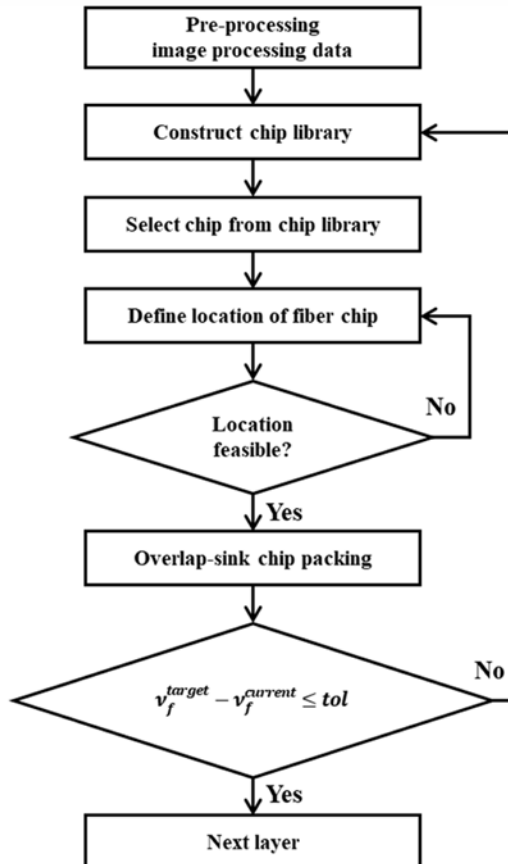 Pre-processing
image processing data
Construct chip library
Select chip from chip library
Define location of fiber chip
No
Location
feasible?
Yes
Overlap-sink chip packing
No
$v_f^{target} - v_f^{current} \leq tol$
Yes
Next layer